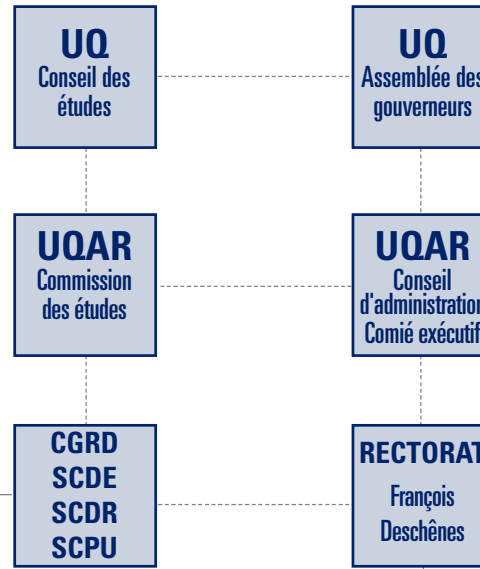 UQ
Conseil des
études
UQ
Assemblée des
gouverneurs
UQAR
Commission
des études
UQAR
Conseil
d'administration
Comié exécutif
CGRD
SCDE
SCDR
SCPU
RECTORAT
François
Deschênes